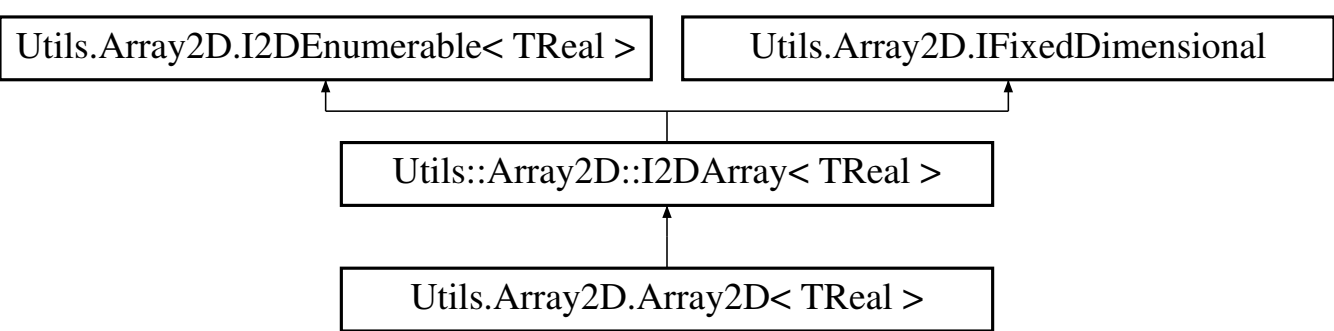 Utils.Array2D.I2DEnumerable< TReal >
Utils.Array2D.IFixedDimensional
Utils::Array2D::I2DArray< TReal >
Utils.Array2D.Array2D< TReal >